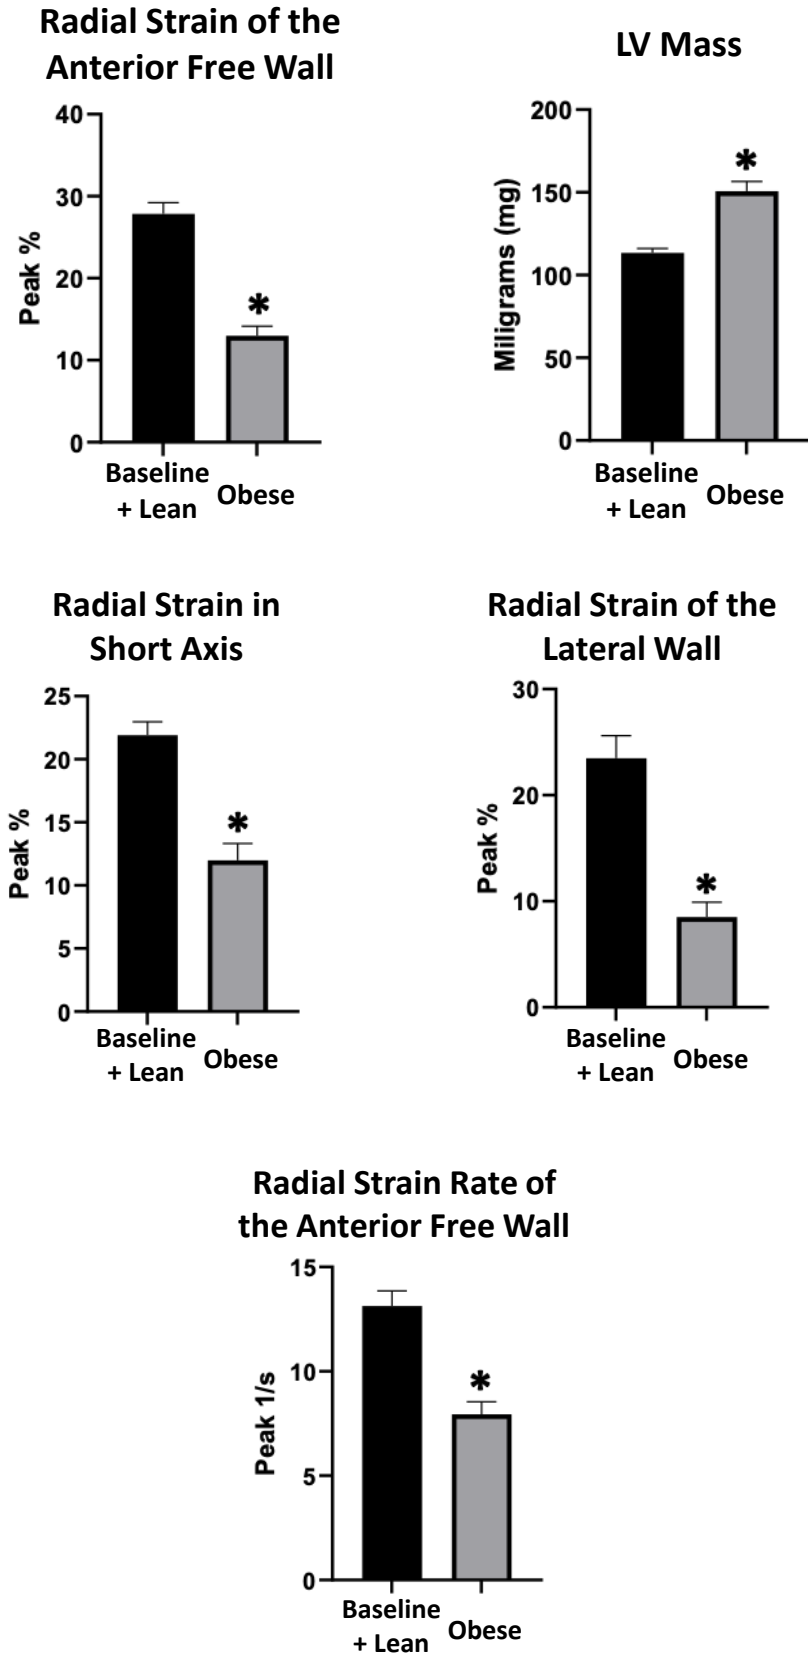 Radial Strain of the
Anterior Free Wall
40
30
20
10
0
Peak %
*
Baseline
+ Lean
Obese
LV Mass
200
150
100
50
0
Miligrams (mg)
*
Baseline
+ Lean
Obese
Radial Strain in
Short Axis
25
20
15
10
5
0
Peak %
*
Baseline
+ Lean
Obese
Radial Strain of the
Lateral Wall
30
20
10
0
Peak %
*
Baseline
+ Lean
Obese
Radial Strain Rate of
the Anterior Free Wall
15
10
5
0
Peak 1/s
*
Baseline
+ Lean
Obese